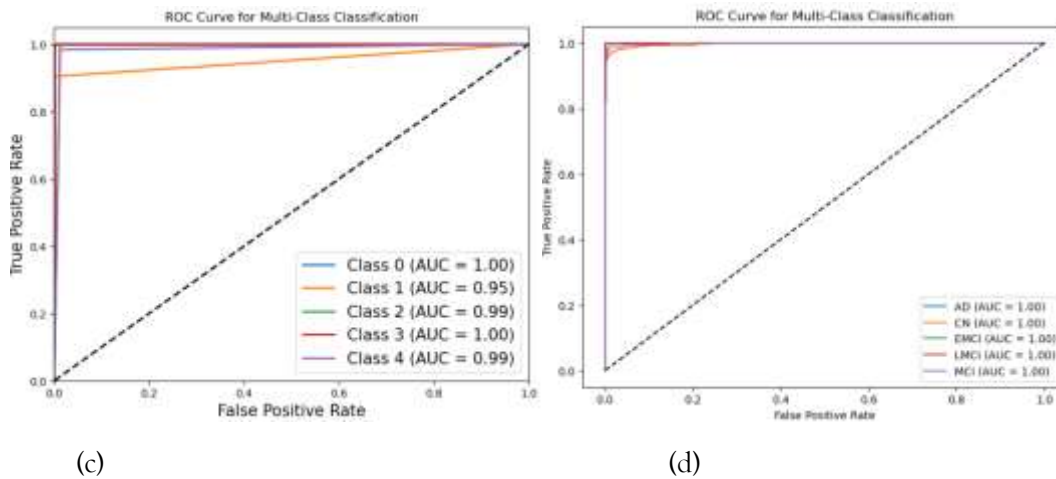 ROC Curve for Multi-Class Classification
True Positive Rate
1.0
0.8
0.6
0.4
0.2
0.0
Class 0 (AUC = 1.00)
Class 1 (AUC = 0.95)
Class 2 (AUC = 0.99)
Class 3 (AUC = 1.00)
Class 4 (AUC = 0.99)
0.0 0.2 0.4 0.6 0.8 1.0
False Positive Rate
(c)
ROC Curve for Multi-Class Classification
True Positive Rate
1.0
0.8
0.6
0.4
0.2
0.0
AD (AUC = 1.00)
CN (AUC = 1.00)
EMCI (AUC = 1.00)
LMCI (AUC = 1.00)
MCI (AUC = 1.00)
0.0 0.2 0.4 0.6 0.8 1.0
False Positive Rate
(d)